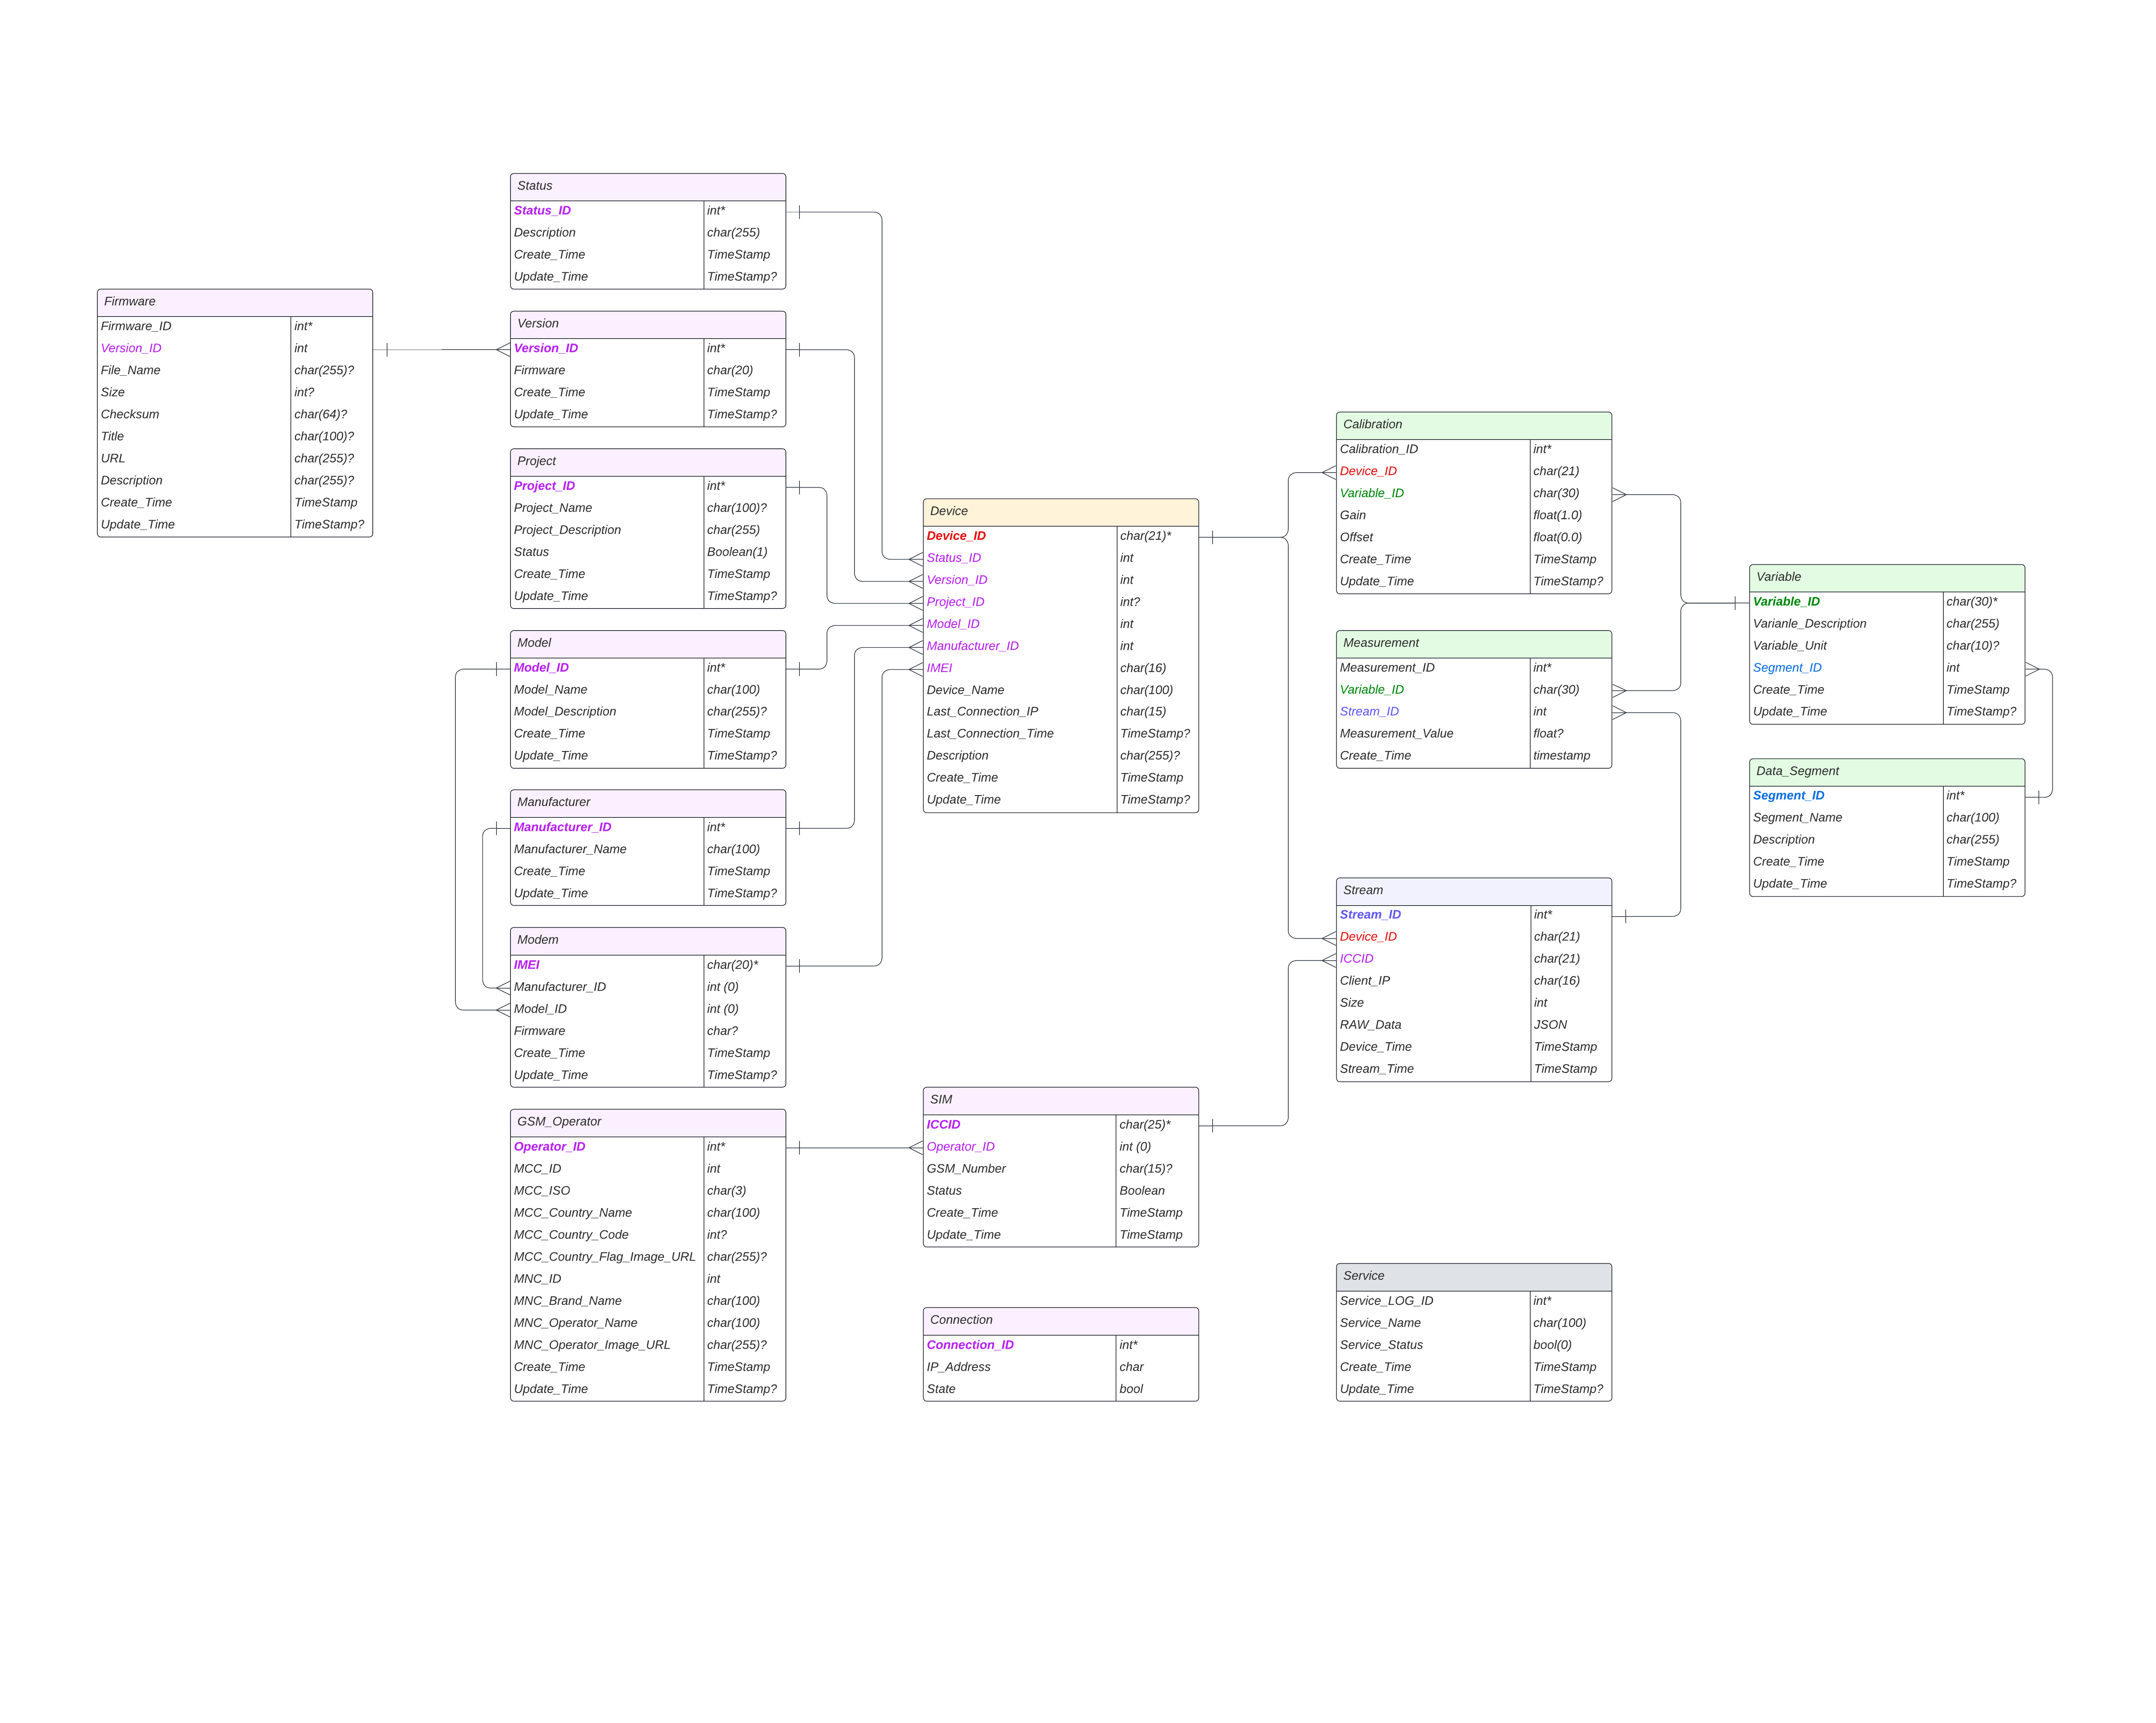 Firmware
Firmware_ID int*
Version_ID int
File_Name char(255)?
Size int?
Checksum char(64)?
Title char(100)?
URL char(255)?
Description char(255)?
Create_Time TimeStamp
Update_Time TimeStamp?
Status
Status_ID int*
Description char(255)
Create_Time TimeStamp
Update_Time TimeStamp?
Version
Version_ID int*
Firmware char(20)
Create_Time TimeStamp
Update_Time TimeStamp?
Project
Project_ID int*
Project_Name char(100)?
Project_Description char(255)
Status Boolean(1)
Create_Time TimeStamp
Update_Time TimeStamp?
Model
Model_ID int*
Model_Name char(100)
Model_Description char(255)?
Create_Time TimeStamp
Update_Time TimeStamp?
Manufacturer
Manufacturer_ID int*
Manufacturer_Name char(100)
Create_Time TimeStamp
Update_Time TimeStamp?
Modem
IMEI char(20)*
Manufacturer_ID int (0)
Model_ID int (0)
Firmware char?
Create_Time TimeStamp
Update_Time TimeStamp?
GSM_Operator
Operator_ID int*
MCC_ID int
MCC_ISO char(3)
MCC_Country_Name char(100)
MCC_Country_Code int?
MCC_Country_Flag_Image_URL char(255)?
MNC_ID int
MNC_Brand_Name char(100)
MNC_Operator_Name char(100)
MNC_Operator_Image_URL char(255)?
Create_Time TimeStamp
Update_Time TimeStamp?
Device
Device_ID char(21)*
Status_ID int
Version_ID int
Project_ID int?
Model_ID int
Manufacturer_ID int
IMEI char(16)
Device_Name char(100)
Last_Connection_IP char(15)
Last_Connection_Time TimeStamp?
Description char(255)?
Create_Time TimeStamp
Update_Time TimeStamp?
SIM
ICCID char(25)*
Operator_ID int (0)
GSM_Number char(15)?
Status Boolean
Create_Time TimeStamp
Update_Time TimeStamp
Connection
Connection_ID int*
IP_Address char
State bool
Calibration
Calibration_ID int*
Device_ID char(21)
Variable_ID char(30)
Gain float(1.0)
Offset float(0.0)
Create_Time TimeStamp
Update_Time TimeStamp?
Measurement
Measurement_ID int*
Variable_ID char(30)
Stream_ID int
Measurement_Value float?
Create_Time timestamp
Stream
Stream_ID int*
Device_ID char(21)
ICCID char(21)
Client_IP char(16)
Size int
RAW_Data JSON
Device_Time TimeStamp
Stream_Time TimeStamp
Service
Service_LOG_ID int*
Service_Name char(100)
Service_Status bool(0)
Create_Time TimeStamp
Update_Time TimeStamp?
Variable
Variable_ID char(30)*
Varianle_Description char(255)
Variable_Unit char(10)?
Segment_ID int
Create_Time TimeStamp
Update_Time TimeStamp?
Data_Segment
Segment_ID int*
Segment_Name char(100)
Description char(255)
Create_Time TimeStamp
Update_Time TimeStamp?